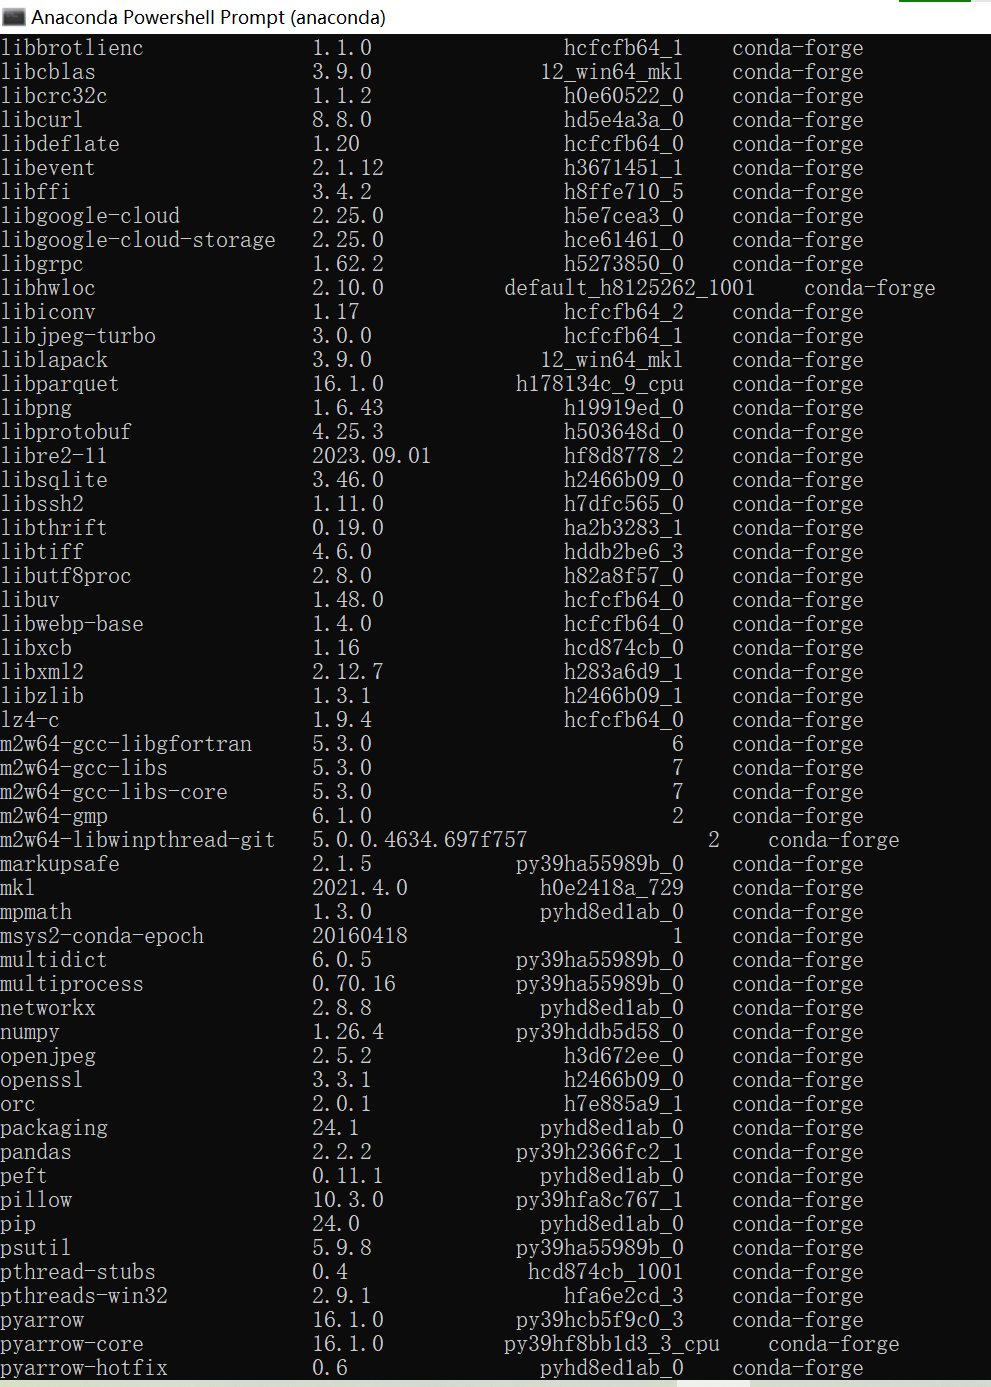 Anaconda Powershell Prompt (anaconda)
libbrotlienc 1.1.0 hcfcfb64_1 conda-forge
libcblas 3.9.0 12_win64_mkl conda-forge
libcrc32c 1.1.2 h0e60522_0 conda-forge
libcurl 8.8.0 hd5e4a3a_0 conda-forge
libdeflate 1.20 hcfcfb64_0 conda-forge
libevent 2.1.12 h3671451_1 conda-forge
libffi 3.4.2 h8ffe710_5 conda-forge
libgoogle-cloud 2.25.0 h5e7cea3_0 conda-forge
libgoogle-cloud-storage 2.25.0 hce61461_0 conda-forge
libgrpc 1.62.2 h5273850_0 conda-forge
libhwloc 2.10.0 default_h8125262_1001 conda-forge
libiconv 1.17 hcfcfb64_2 conda-forge
libjpeg-turbo 3.0.0 hcfcfb64_1 conda-forge
liblapack 3.9.0 12_win64_mkl conda-forge
libparquet 16.1.0 h178134c_9_cpu conda-forge
libpng 1.6.43 h19919ed_0 conda-forge
libprotobuf 4.25.3 h503648d_0 conda-forge
libre2-11 2023.09.01 hf8d8778_2 conda-forge
libsqlite 3.46.0 h2466b09_0 conda-forge
libssh2 1.11.0 h7dfc565_0 conda-forge
libthrift 0.19.0 ha2b3283_1 conda-forge
libtiff 4.6.0 hddb2be6_3 conda-forge
libutf8proc 2.8.0 h82a8f57_0 conda-forge
libuv 1.48.0 hcfcfb64_0 conda-forge
libwebp-base 1.4.0 hcfcfb64_0 conda-forge
libxcb 1.16 hcd874cb_0 conda-forge
libxml2 2.12.7 h283a6d9_1 conda-forge
libzlib 1.3.1 h2466b09_1 conda-forge
lz4-c 1.9.4 hcfcfb64_0 conda-forge
m2w64-gcc-libgfortran 5.3.0 6 conda-forge
m2w64-gcc-libs 5.3.0 7 conda-forge
m2w64-gcc-libs-core 5.3.0 7 conda-forge
m2w64-gmp 6.1.0 2 conda-forge
m2w64-libwinpthread-git 5.0.0.4634.697f757 2 conda-forge
markupsafe 2.1.5 py39ha55989b_0 conda-forge
mkl 2021.4.0 h0e2418a_729 conda-forge
mpmath 1.3.0 pyhd8ed1ab_0 conda-forge
msys2-conda-epoch 20160418 1 conda-forge
multidict 6.0.5 py39ha55989b_0 conda-forge
multiprocess 0.70.16 py39ha55989b_0 conda-forge
networkx 2.8.8 pyhd8ed1ab_0 conda-forge
numpy 1.26.4 py39hddb5d58_0 conda-forge
openjpeg 2.5.2 h3d672ee_0 conda-forge
openssl 3.3.1 h2466b09_0 conda-forge
orc 2.0.1 h7e885a9_1 conda-forge
packaging 24.1 pyhd8ed1ab_0 conda-forge
pandas 2.2.2 py39h2366fc2_1 conda-forge
peft 0.11.1 pyhd8ed1ab_0 conda-forge
pillow 10.3.0 py39hfa8c767_1 conda-forge
pip 24.0 pyhd8ed1ab_0 conda-forge
psutil 5.9.8 py39ha55989b_0 conda-forge
pthread-stubs 0.4 hcd874cb_1001 conda-forge
pthreads-win32 2.9.1 hfa6e2cd_3 conda-forge
pyarrow 16.1.0 py39hcb5f9c0_3 conda-forge
pyarrow-core 16.1.0 py39hf8bb1d3_3_cpu conda-forge
pyarrow-hotfix 0.6 pyhd8ed1ab_0 conda-forge